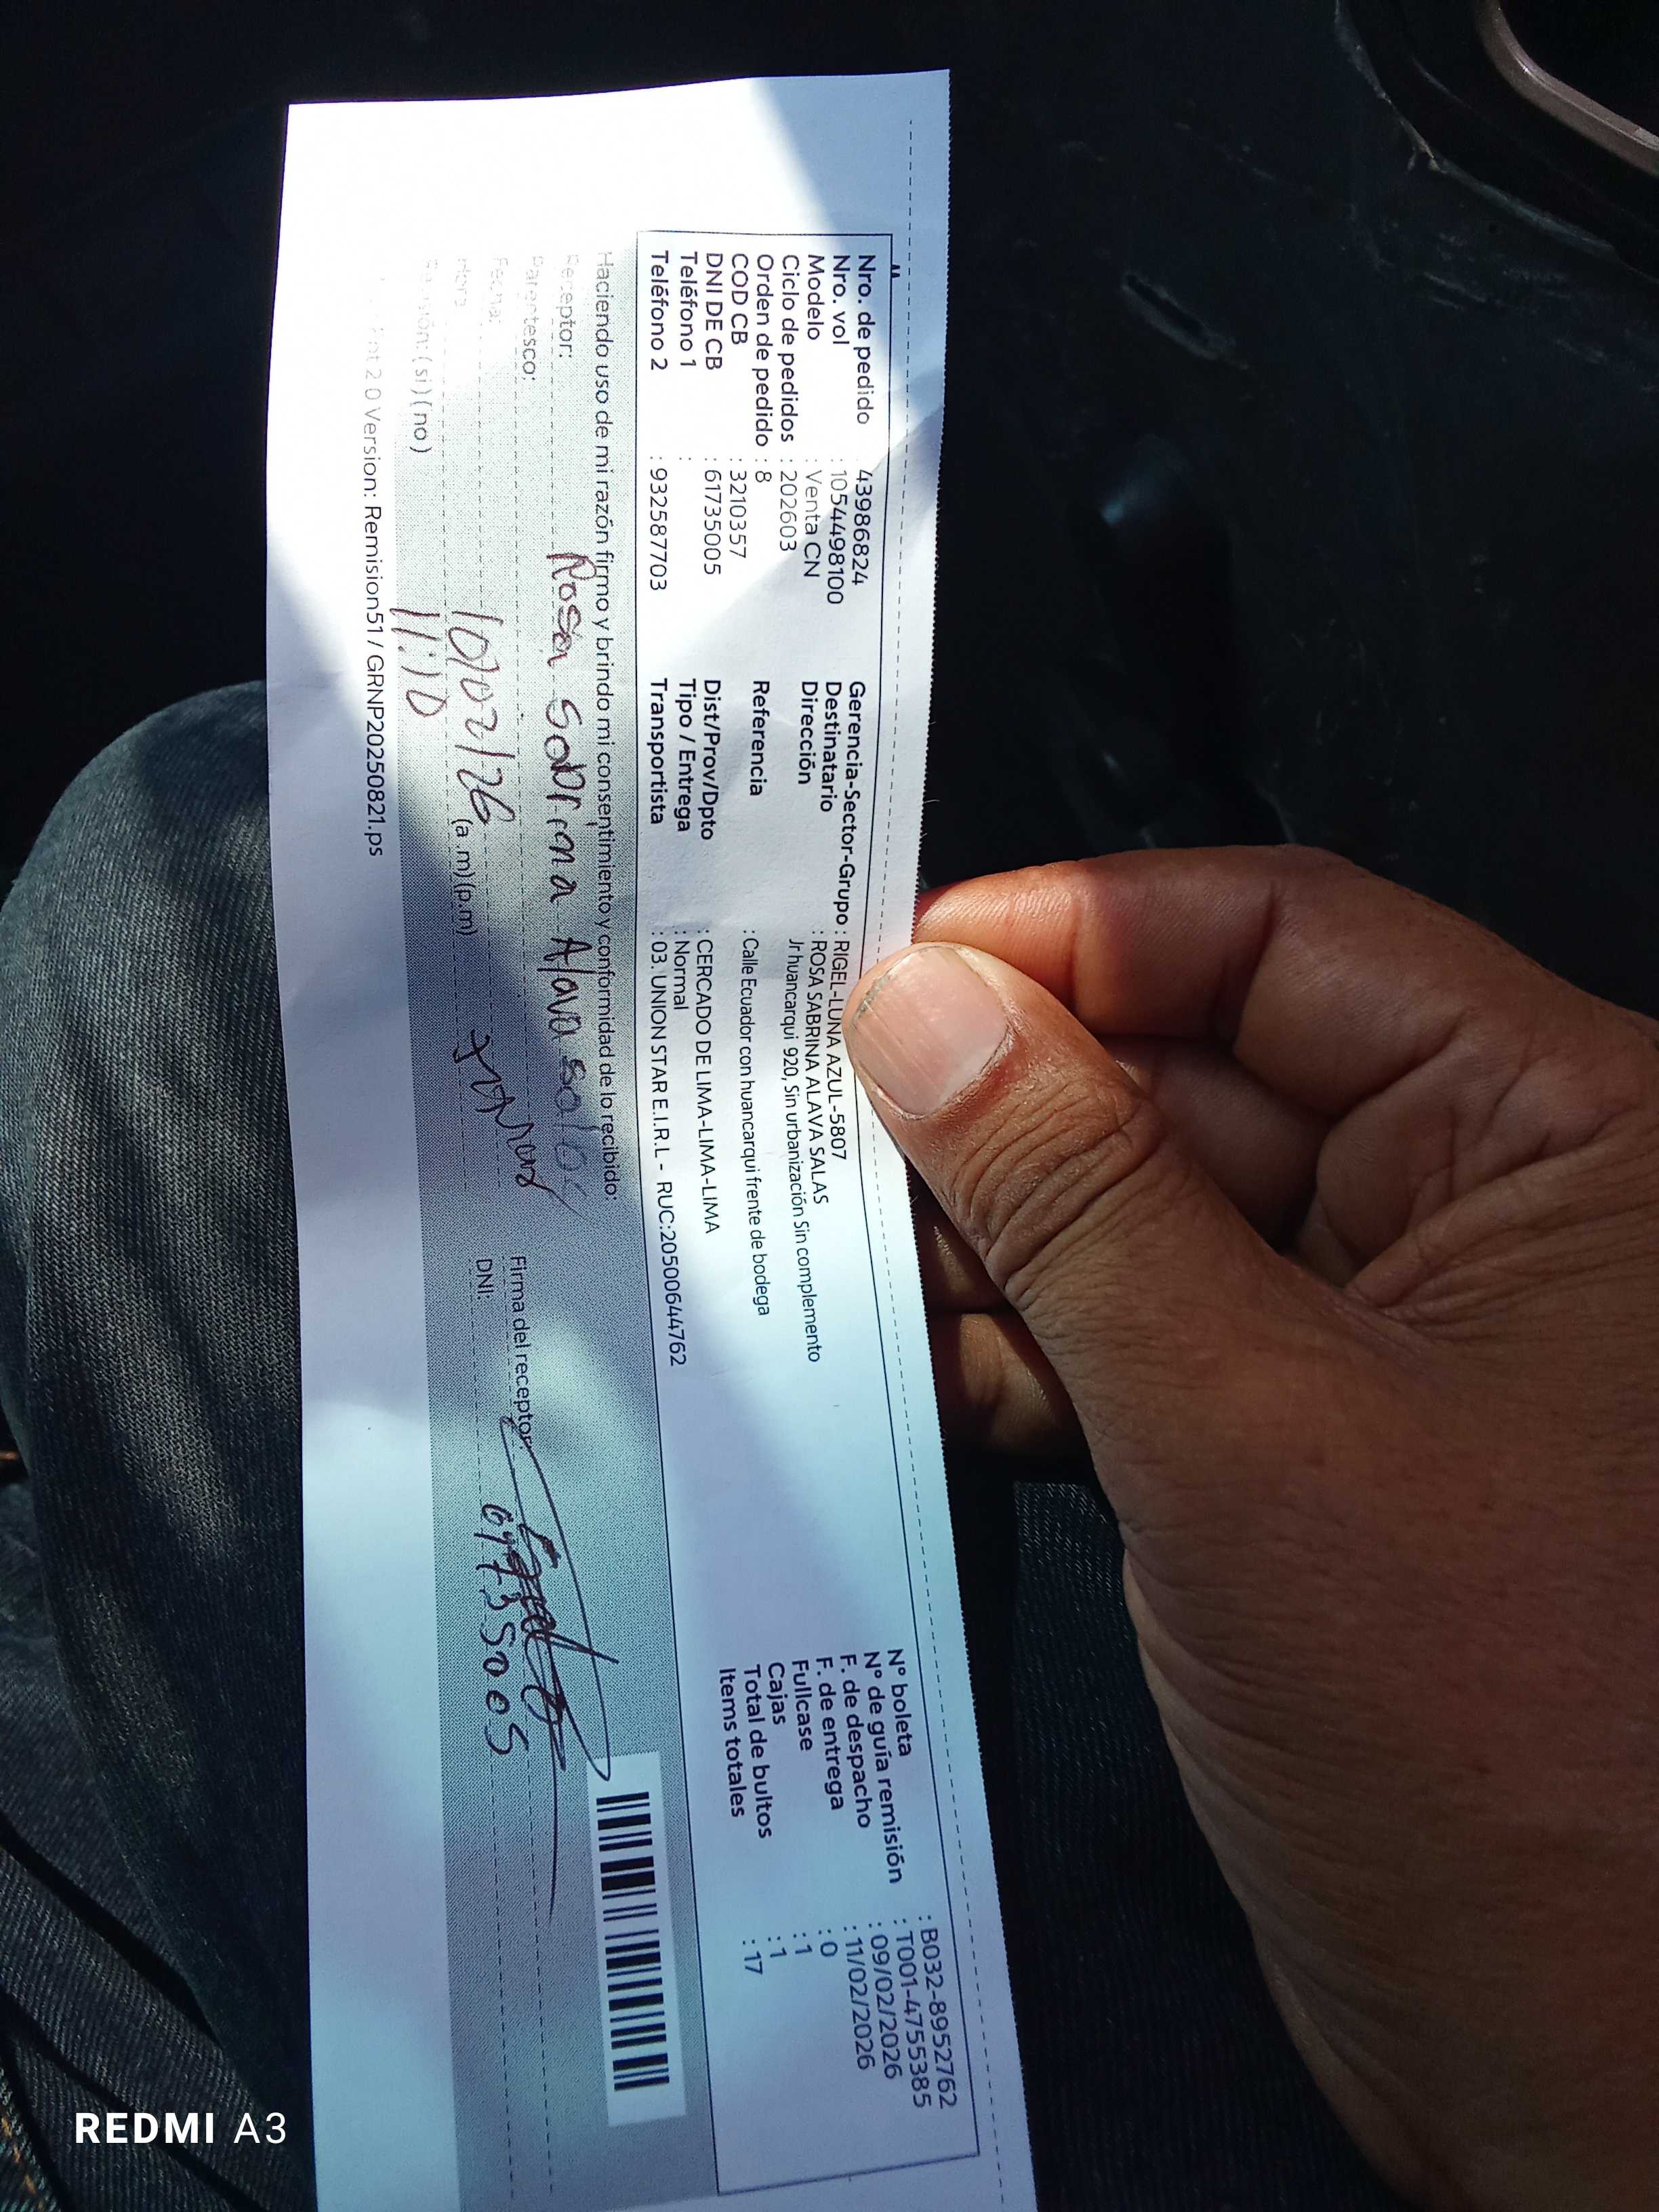 Nro. de pedido : 43986824
Nro. vol : 1054498100
Modelo : Venta CN
Ciclo de pedidos : 202603
Orden de pedido : 8
COD CB : 3210357
DNI DE CB : 61735005
Teléfono 1 :
Teléfono 2 : 932587703
Gerencia-Sector-Grupo : RIGEL-LUNA AZUL-5807
Destinatario : ROSA SABRINA ALAVA SALAS
Dirección Jr huancarqui 920, Sin urbanización Sin complemento
Referencia : Calle Ecuador con huancarqui frente de bodega
Dist/Prov/Dpto : CERCADO DE LIMA-LIMA-LIMA
Tipo / Entrega : Normal
Transportista : 03. UNION STAR E.I.R.L - RUC:20500644762
N° boleta : B032-8952762
N° de guía remisión : T001-4755385
F. de despacho : 09/02/2026
F. de entrega : 11/02/2026
Fullcase : 0
Cajas : 1
Total de bultos : 1
Items totales : 17
Haciendo uso de mi razón firmo y brindo mi consentimiento y conformidad de lo recibido:
Receptor: Rosa Sabrina Alava Salas
Parentesco:
Fecha: 10/02/26
Hora 11:10 (a.m)(p.m)
(si) (no)
Firma del receptor:
DNI: 61735005
2 0 Version: Remision51 / GRNP20250821.ps
REDMI A3